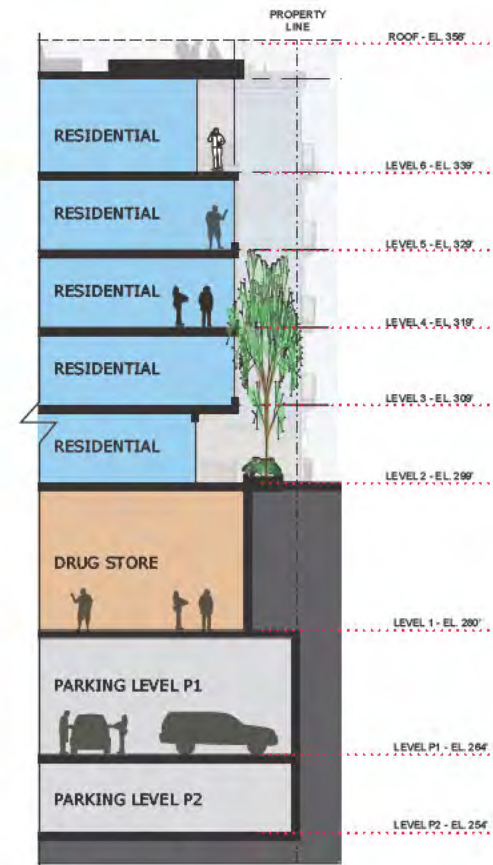 PROPERTY
LINE
ROOF - EL. 356'
RESIDENTIAL
LEVEL 6 - EL. 339'
RESIDENTIAL
LEVEL 5 - EL. 329'
RESIDENTIAL
LEVEL 4 - EL. 319'
RESIDENTIAL
LEVEL 3 - EL. 309'
RESIDENTIAL
LEVEL 2 - EL. 299'
DRUG STORE
LEVEL 1 - EL. 280'
PARKING LEVEL P1
LEVEL P1 - EL. 264'
PARKING LEVEL P2
LEVEL P2 - EL. 254'